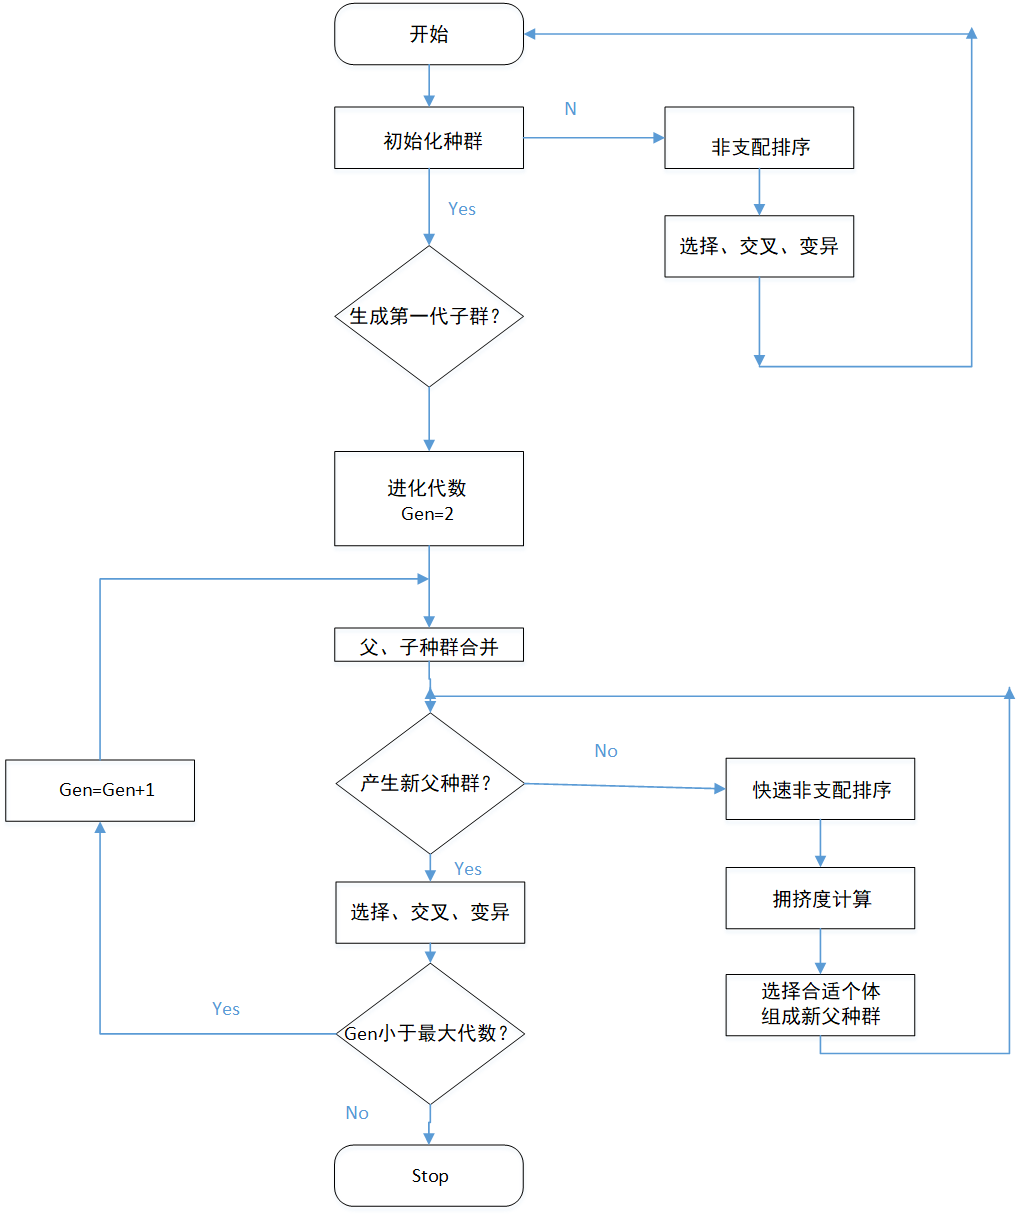 开始
初始化种群
N
非支配排序
Yes
选择、交叉、变异
生成第一代子群？
进化代数
Gen=2
父、子种群合并
产生新父种群？
No
快速非支配排序
Gen=Gen+1
Yes
选择、交叉、变异
拥挤度计算
选择合适个体
组成新父种群
Yes
Gen小于最大代数？
No
Stop